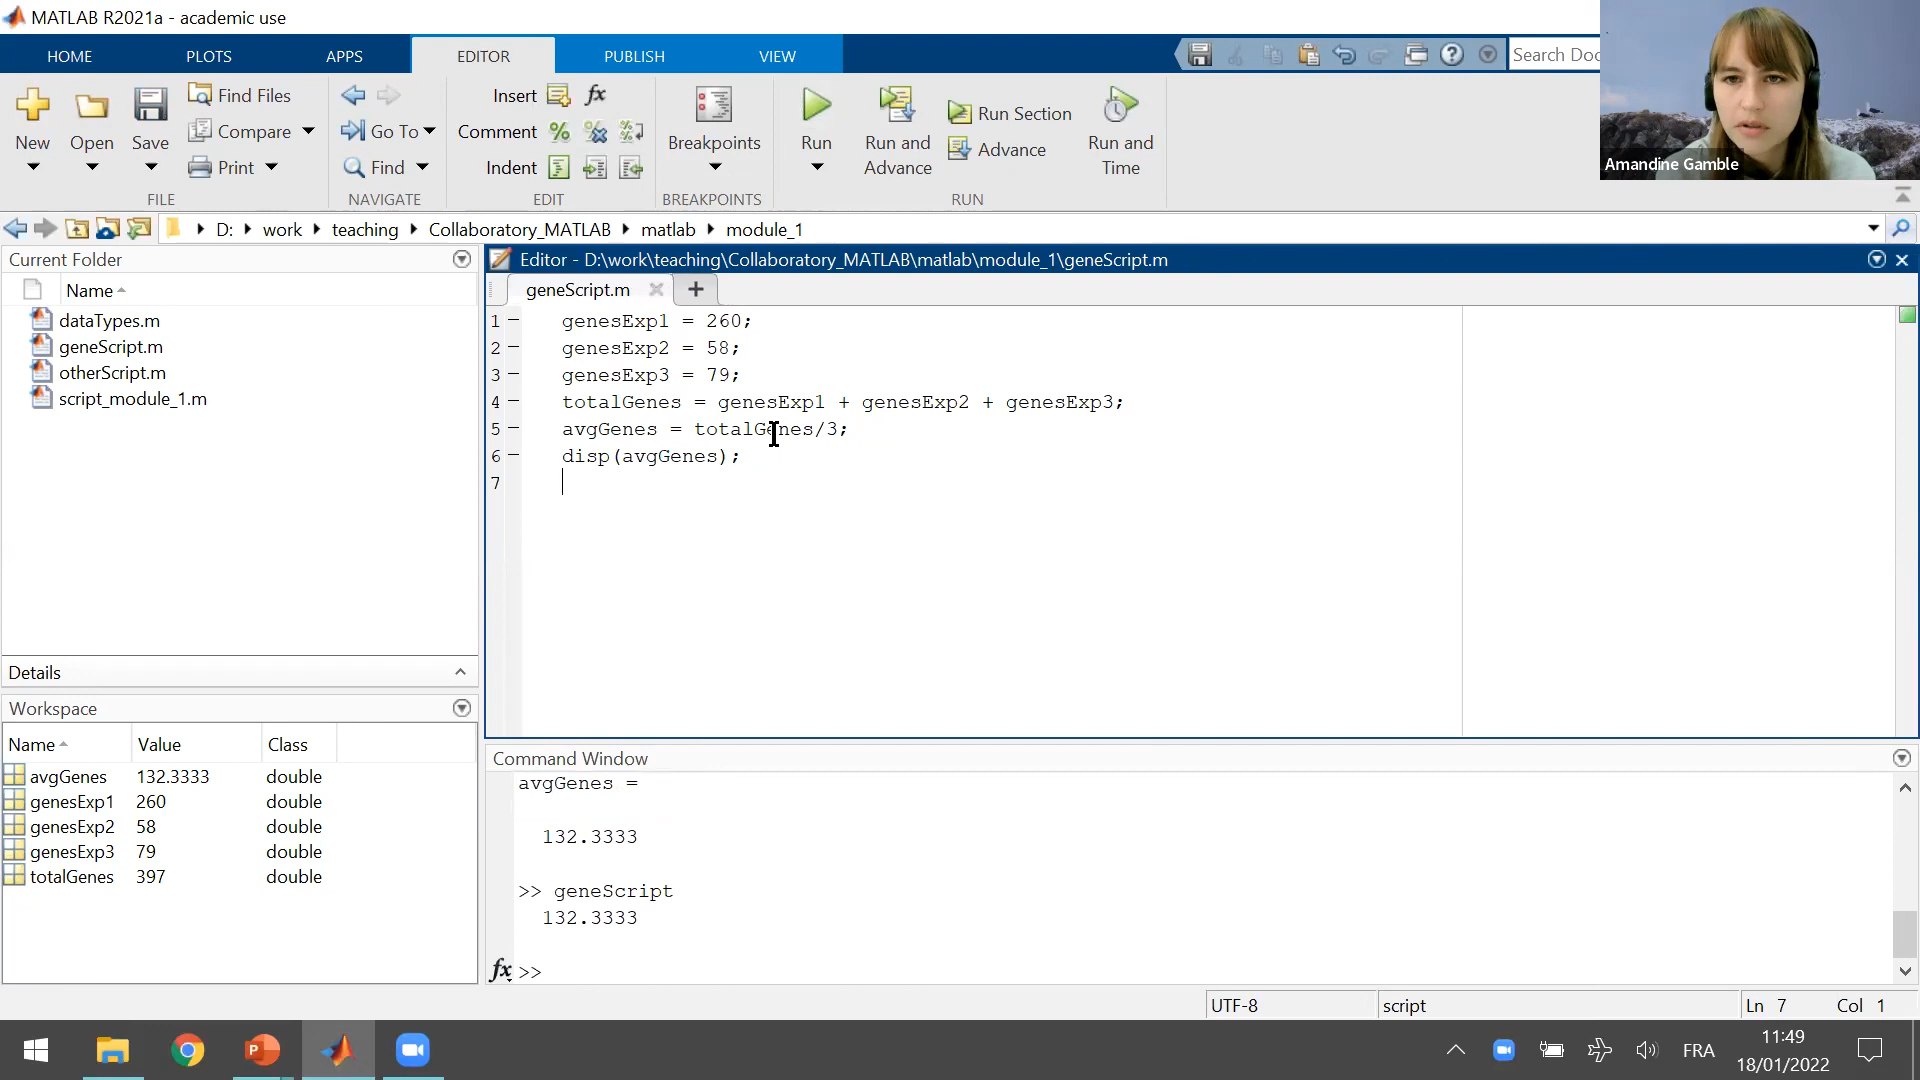 MATLAB R2021a - academic use
HOME PLOTS APPS EDITOR PUBLISH VIEW
Search Doc
Amandine Gamble
New
Open
Save
Find Files
Compare
Print
FILE
Go To
Find
NAVIGATE
Insert fx
Comment
Indent
EDIT
Breakpoints
BREAKPOINTS
Run
Run and
Advance
Run Section
Advance
Run and
Time
RUN
D: work teaching Collaboratory_MATLAB matlab module_1
Current Folder
Name
dataTypes.m
geneScript.m
otherScript.m
script_module_1.m
Details
Workspace
Name Value Class
avgGenes 132.3333 double
genesExp1 260 double
genesExp2 58 double
genesExp3 79 double
totalGenes 397 double
Editor - D:\work\teaching\Collaboratory_MATLAB\matlab\module_1\geneScript.m
geneScript.m
1 genesExp1 = 260;
2 genesExp2 = 58;
3 genesExp3 = 79;
4 totalGenes = genesExp1 + genesExp2 + genesExp3;
5 avgGenes = totalGenes/3;
6 disp(avgGenes);
7
Command Window
avgGenes =
132.3333
>> geneScript
132.3333
fx >>
UTF-8 script Ln 7 Col 1
FRA
11:49
18/01/2022